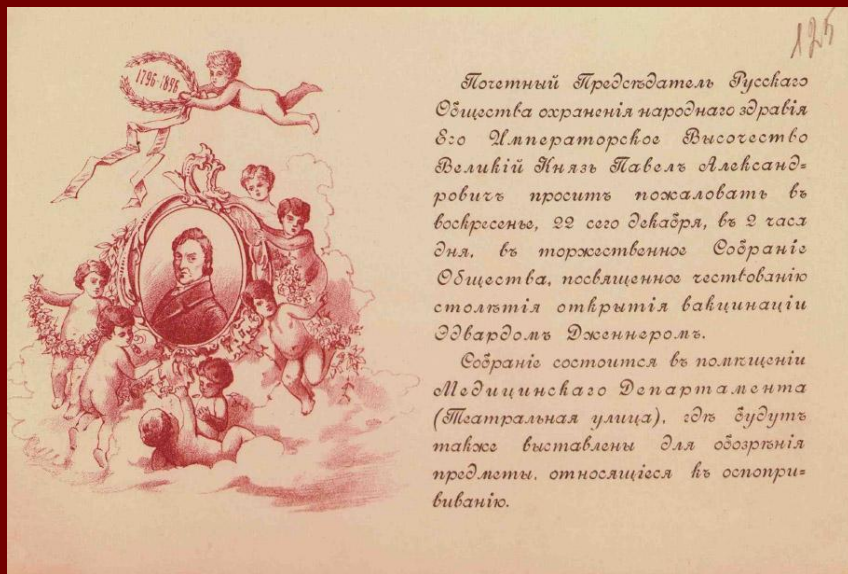 125
1796-1896
Почетный Предсѣдатель Русскаго
Общества охраненія народнаго здравія
Его Императорское Высочество
Великій Князь Павелъ Александ=
ровичъ проситъ пожаловать въ
воскресенье, 22 сего декабря, въ 2 часа
дня, въ торжественное Собраніе
Общества, посвященное чествованію
столѣтія открытія вакцинаціи
Эдвардомъ Дженнеромъ.
Собраніе состоится въ помѣщеніи
Медицинскаго Департамента
(Театральная улица), гдѣ будутъ
также выставлены для обозрѣнія
предметы, относящіеся къ оспопри=
виванію.